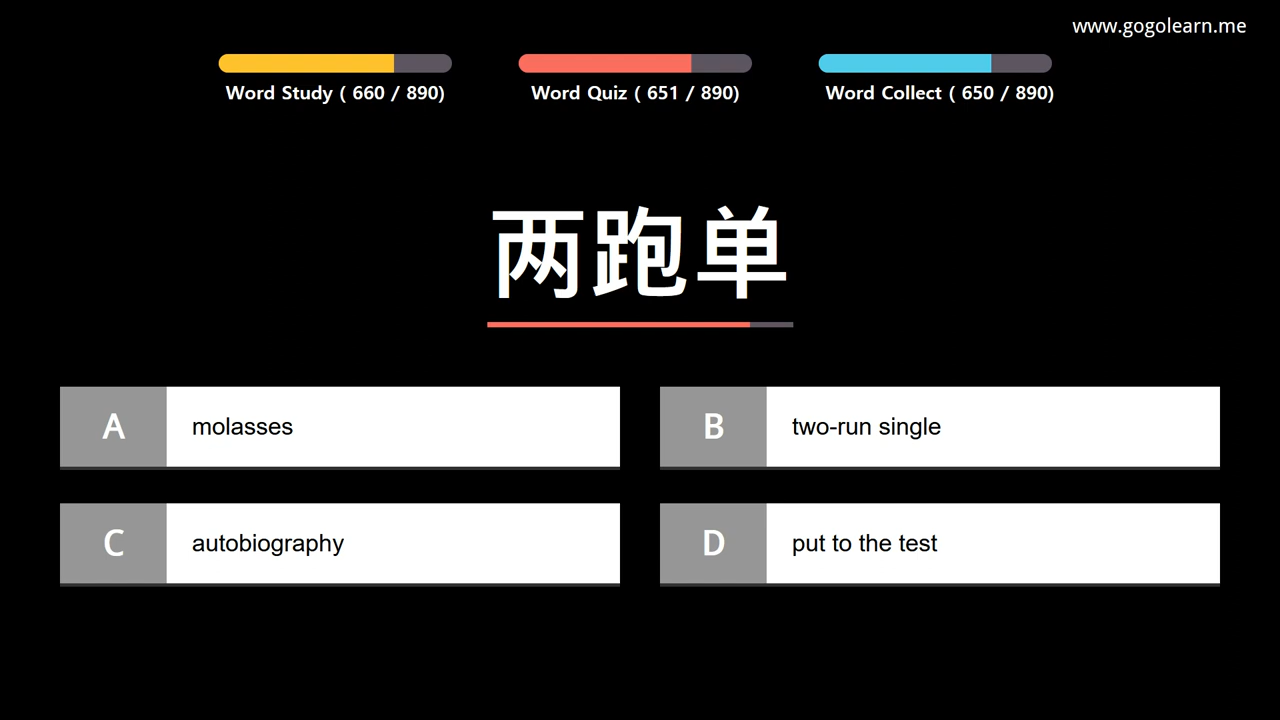 www.gogolearn.me
Word Study ( 660 / 890)
Word Quiz ( 651 / 890)
Word Collect ( 650 / 890)
两跑单
A molasses
B two-run single
C autobiography
D put to the test